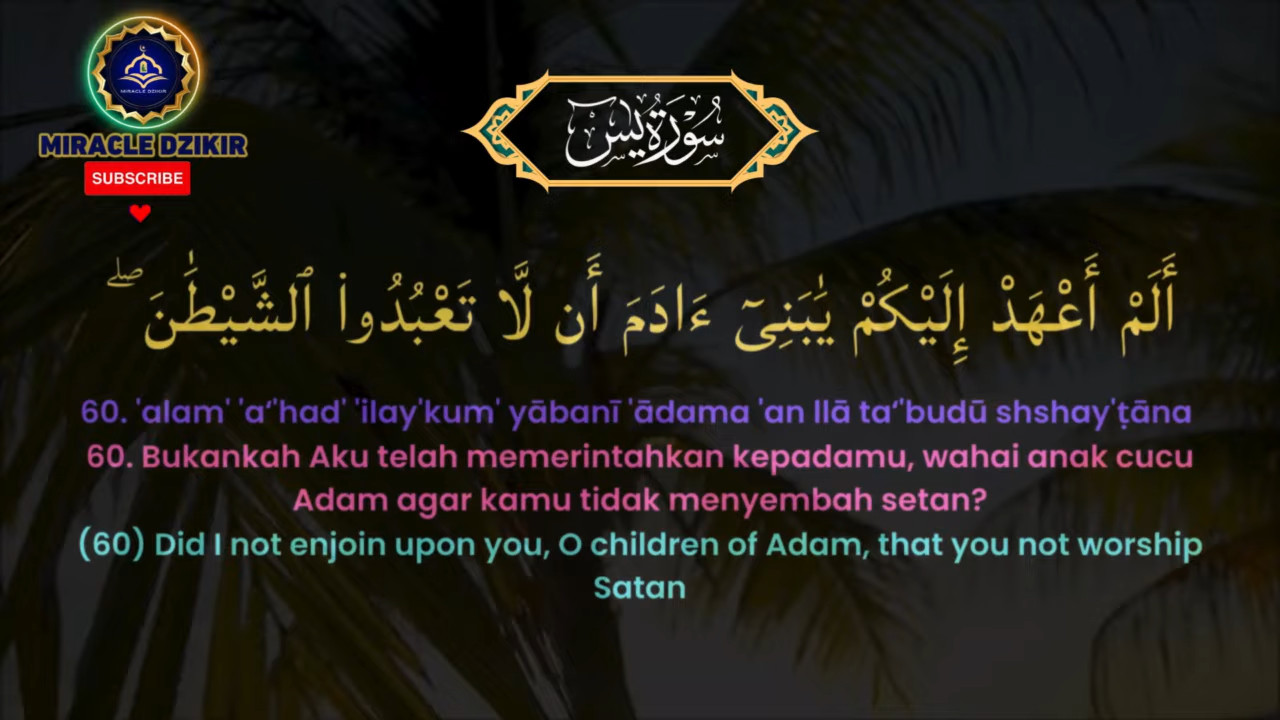 MIRACLE DZIKIR
MIRACLE DZIKIR
SUBSCRIBE
سُوْرَةُ يٰسٓ
أَلَمْ أَعْهَدْ إِلَيْكُمْ يَٰبَنِىٓ ءَادَمَ أَن لَّا تَعْبُدُوا۟ ٱلشَّيْطَٰنَ ۖ
60. 'alam' 'a‘'had' 'ilay'kum' yābanī 'ādama 'an llā ta‘'budū shshay'ṭāna
60. Bukankah Aku telah memerintahkan kepadamu, wahai anak cucu
Adam agar kamu tidak menyembah setan?
(60) Did I not enjoin upon you, O children of Adam, that you not worship
Satan